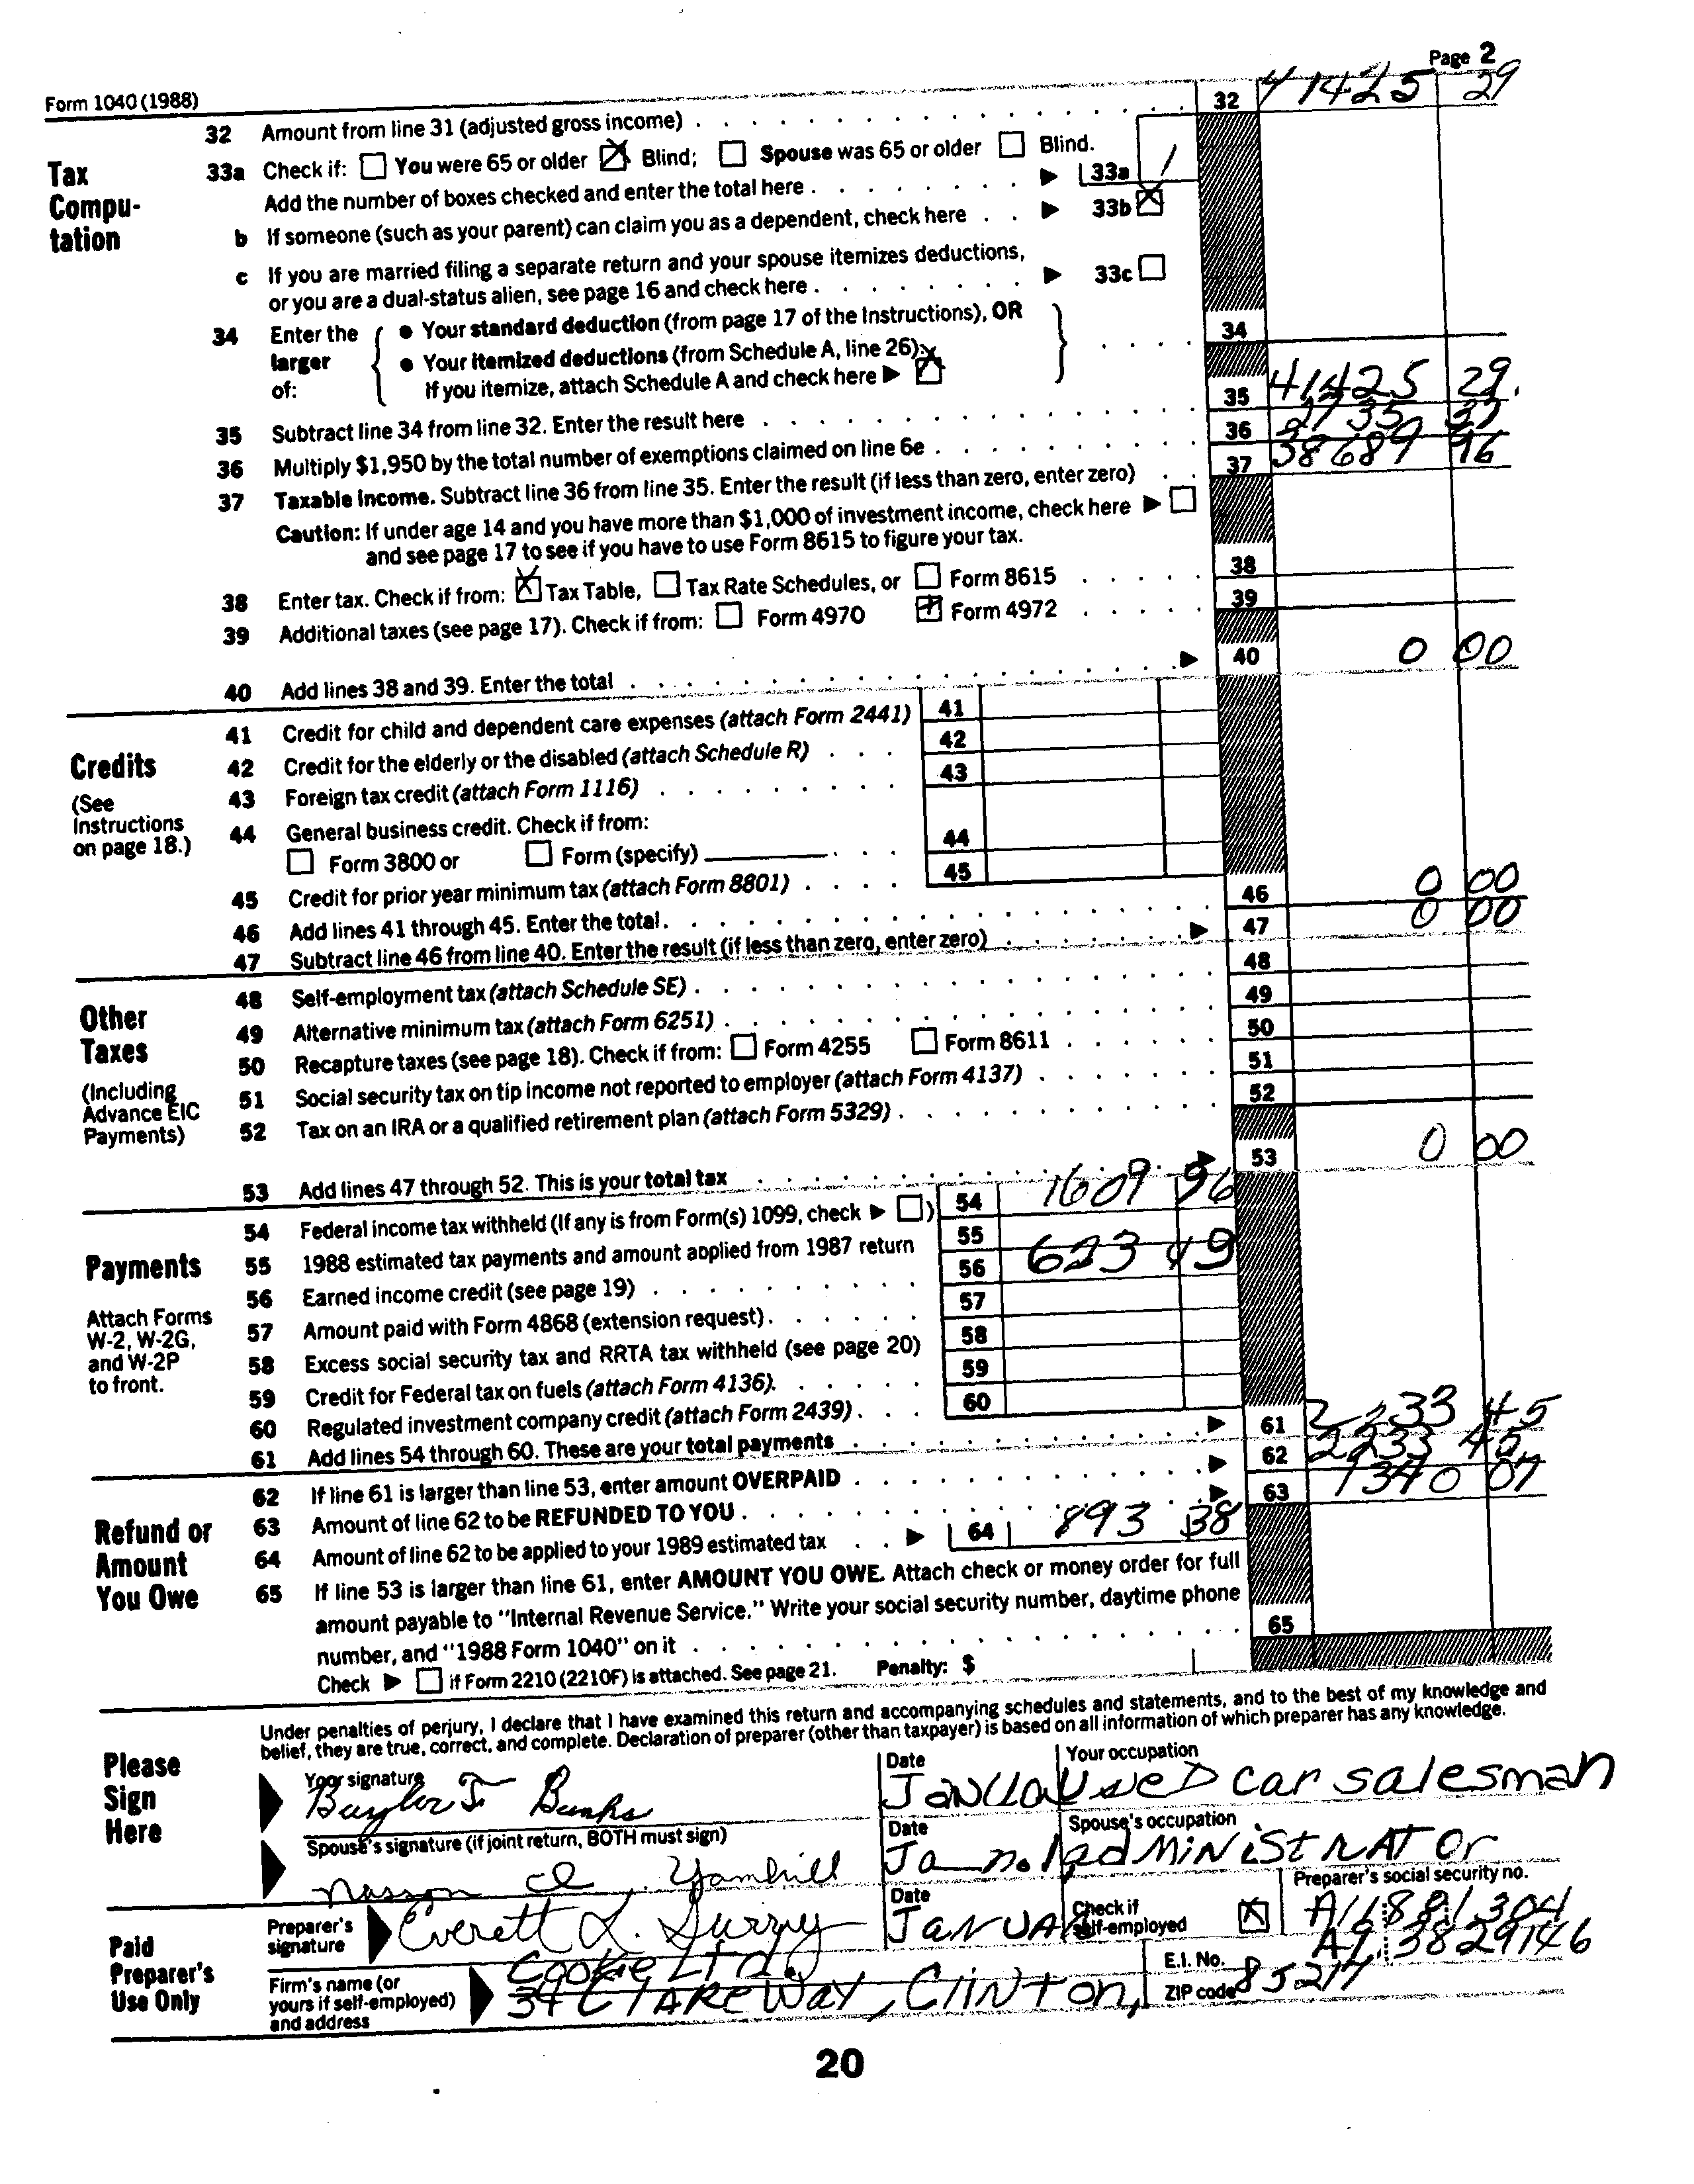 Page 2
Form 1040 (1988)
32 Amount from line 31 (adjusted gross income) 32 41425 29
Tax Compu-tation
33a Check if: You were 65 or older X Blind; Spouse was 65 or older Blind.
Add the number of boxes checked and enter the total here 33a 1
b If someone (such as your parent) can claim you as a dependent, check here 33b X
c If you are married filing a separate return and your spouse itemizes deductions,
or you are a dual-status alien, see page 16 and check here 33c
34 Enter the larger of: • Your standard deduction (from page 17 of the Instructions), OR
• Your itemized deductions (from Schedule A, line 26).
If you itemize, attach Schedule A and check here X 34
35 Subtract line 34 from line 32. Enter the result here 35 41425 29
36 Multiply $1,950 by the total number of exemptions claimed on line 6e 36 2735 33
37 Taxable Income. Subtract line 36 from line 35. Enter the result (if less than zero, enter zero) 37 38689 96
Caution: If under age 14 and you have more than $1,000 of investment income, check here
and see page 17 to see if you have to use Form 8615 to figure your tax.
38 Enter tax. Check if from: X Tax Table, Tax Rate Schedules, or Form 8615 38
39 Additional taxes (see page 17). Check if from: Form 4970 X Form 4972 39
40 Add lines 38 and 39. Enter the total 40 0 00
Credits
(See Instructions on page 18.)
41 Credit for child and dependent care expenses (attach Form 2441) 41
42 Credit for the elderly or the disabled (attach Schedule R) 42
43 Foreign tax credit (attach Form 1116) 43
44 General business credit. Check if from:
Form 3800 or Form (specify) 44
45 Credit for prior year minimum tax (attach Form 8801) 45
46 Add lines 41 through 45. Enter the total 46 0 00
47 Subtract line 46 from line 40. Enter the result (if less than zero, enter zero) 47 0 00
Other Taxes
(Including Advance EIC Payments)
48 Self-employment tax (attach Schedule SE) 48
49 Alternative minimum tax (attach Form 6251) 49
50 Recapture taxes (see page 18). Check if from: Form 4255 Form 8611 50
51 Social security tax on tip income not reported to employer (attach Form 4137) 51
52 Tax on an IRA or a qualified retirement plan (attach Form 5329) 52
53 Add lines 47 through 52. This is your total tax 53 0 00
Payments
Attach Forms W-2, W-2G, and W-2P to front.
54 Federal income tax withheld (If any is from Form(s) 1099, check ) 54 1609 96
55 1988 estimated tax payments and amount applied from 1987 return 55
56 Earned income credit (see page 19) 56 623 49
57 Amount paid with Form 4868 (extension request) 57
58 Excess social security tax and RRTA tax withheld (see page 20) 58
59 Credit for Federal tax on fuels (attach Form 4136) 59
60 Regulated investment company credit (attach Form 2439) 60
61 Add lines 54 through 60. These are your total payments 61 2233 45
Refund or Amount You Owe
62 If line 61 is larger than line 53, enter amount OVERPAID 62 2233 45
63 Amount of line 62 to be REFUNDED TO YOU 63 1340 07
64 Amount of line 62 to be applied to your 1989 estimated tax 64 893 38
65 If line 53 is larger than line 61, enter AMOUNT YOU OWE. Attach check or money order for full
amount payable to "Internal Revenue Service." Write your social security number, daytime phone
number, and "1988 Form 1040" on it 65
Check if Form 2210 (2210F) is attached. See page 21. Penalty: $
Please Sign Here
Under penalties of perjury, I declare that I have examined this return and accompanying schedules and statements, and to the best of my knowledge and
belief, they are true, correct, and complete. Declaration of preparer (other than taxpayer) is based on all information of which preparer has any knowledge.
Your signature Date Your occupation
Baylor J Banks Used car salesman
Spouse's signature (if joint return, BOTH must sign) Date Spouse's occupation
Yamhill adMiNiStRATOr
Paid Preparer's Use Only
Preparer's signature Everett L. Surry Date JaNUA Check if self-employed X Preparer's social security no. A11881304
Firm's name (or yours if self-employed) and address Cookie Ltd. E.I. No. A1 3829146
34 ClAReWay, Clinton, ZIP code 85214
20